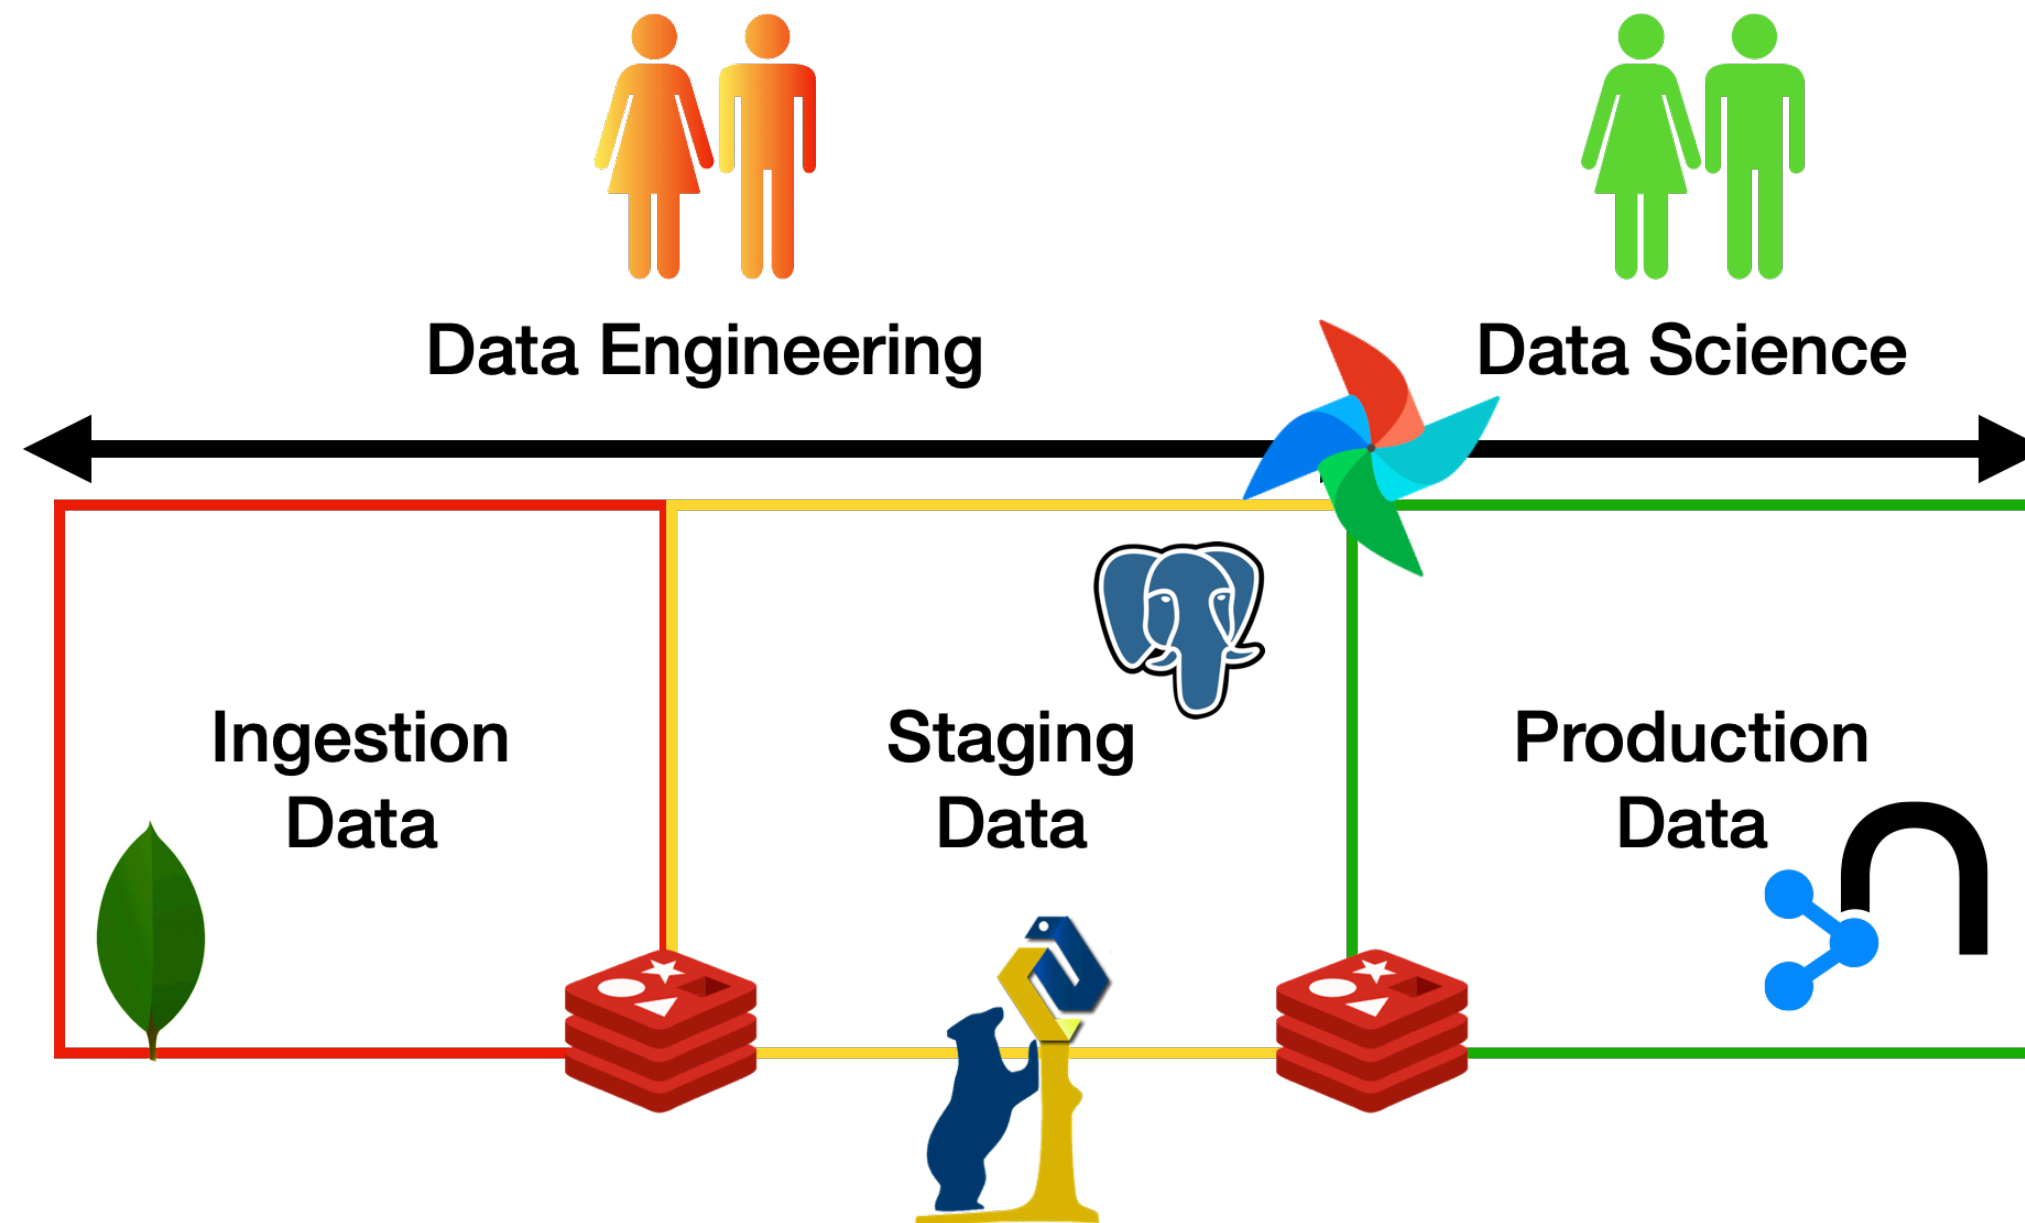 Data Engineering
Data Science
Ingestion
Data
Staging
Data
Production
Data